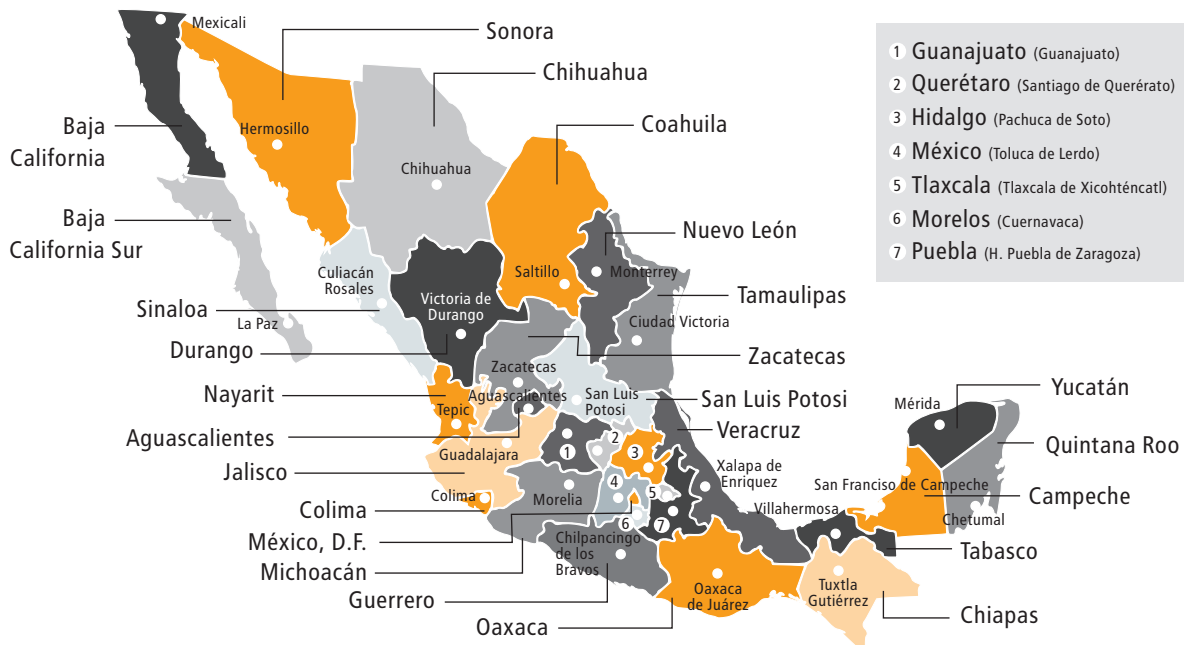 Mexicali
Sonora
Chihuahua
Baja
California
Hermosillo
Coahuila
Chihuahua
Baja
California Sur
Nuevo León
Culiacán
Rosales
Saltillo
Monterrey
Sinaloa
La Paz
Victoria de
Durango
Tamaulipas
Ciudad Victoria
Durango
Zacatecas
Zacatecas
Nayarit
Aguascalientes
San Luis
Potosi
San Luis Potosi
Tepic
Yucatán
Mérida
Aguascalientes
Veracruz
Quintana Roo
Jalisco
Guadalajara
1
2
3
Xalapa de
Enriquez
San Franciso de Campeche
Campeche
Colima
Colima
Morelia
4
5
6
7
Villahermosa
Chetumal
México, D.F.
Chilpancingo
de los
Bravos
Tabasco
Michoacán
Guerrero
Oaxaca
de Juárez
Tuxtla
Gutiérrez
Oaxaca
Chiapas
1 Guanajuato (Guanajuato)
2 Querétaro (Santiago de Querérato)
3 Hidalgo (Pachuca de Soto)
4 México (Toluca de Lerdo)
5 Tlaxcala (Tlaxcala de Xicohténcatl)
6 Morelos (Cuernavaca)
7 Puebla (H. Puebla de Zaragoza)